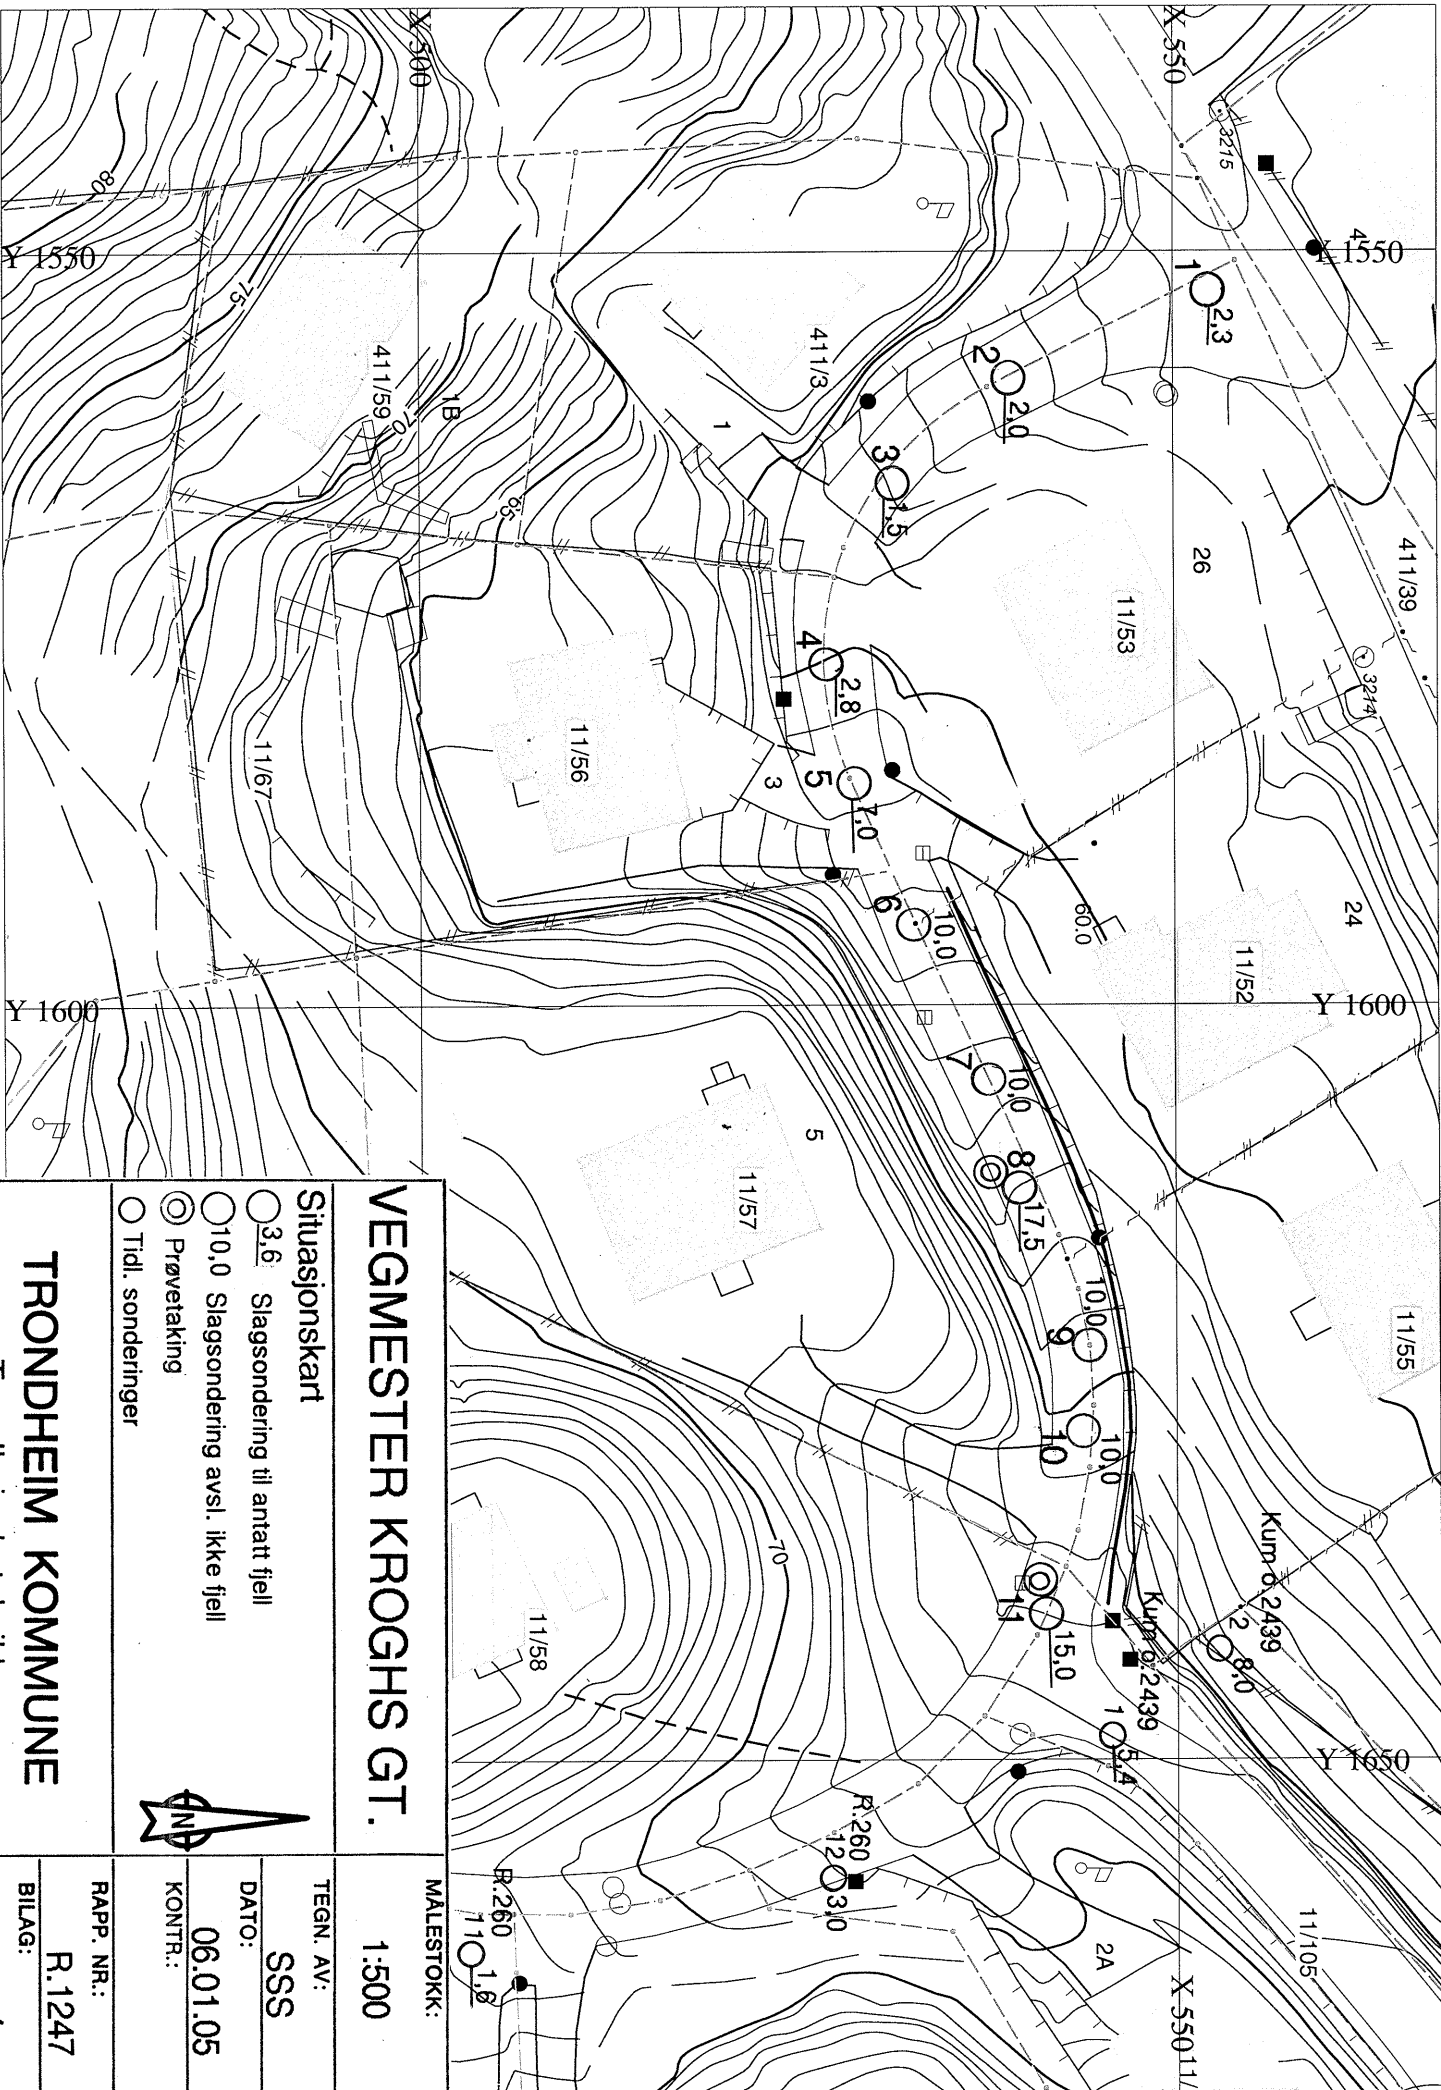 VEGMESTER KROGHS GT.
Situasjonskart
3,6 Slagsondering til antatt fjell
10,0 Slagsondering avsl. ikke fjell
Prøvetaking
Tidl. sonderinger
N
TRONDHEIM KOMMUNE
MÅLESTOKK:
1:500
TEGN. AV:
SSS
DATO:
06.01.05
KONTR.:
RAPP. NR.:
R.1247
BILAG:
X 500
X 550
Y 1550
Y 1550
Y 1600
Y 1600
Y 1650
X 55011/
3215
4
1 2,3
2 2,0
3 1,5
4 2,8
5 7,0
6 10,0
7 10,0
8 17,5
9 10,0
10 10,0
11 15,0
Kum o.2439
2 8,0
Kum o.2439
1 5,4
R.260
12 3,0
R.260
11 1,6
80
75
70
65
70
60.0
411/3
411/59
1B
1
411/39
3214
26
11/53
24
11/52
11/55
11/56
3
11/67
5
11/57
11/58
11/105
2A